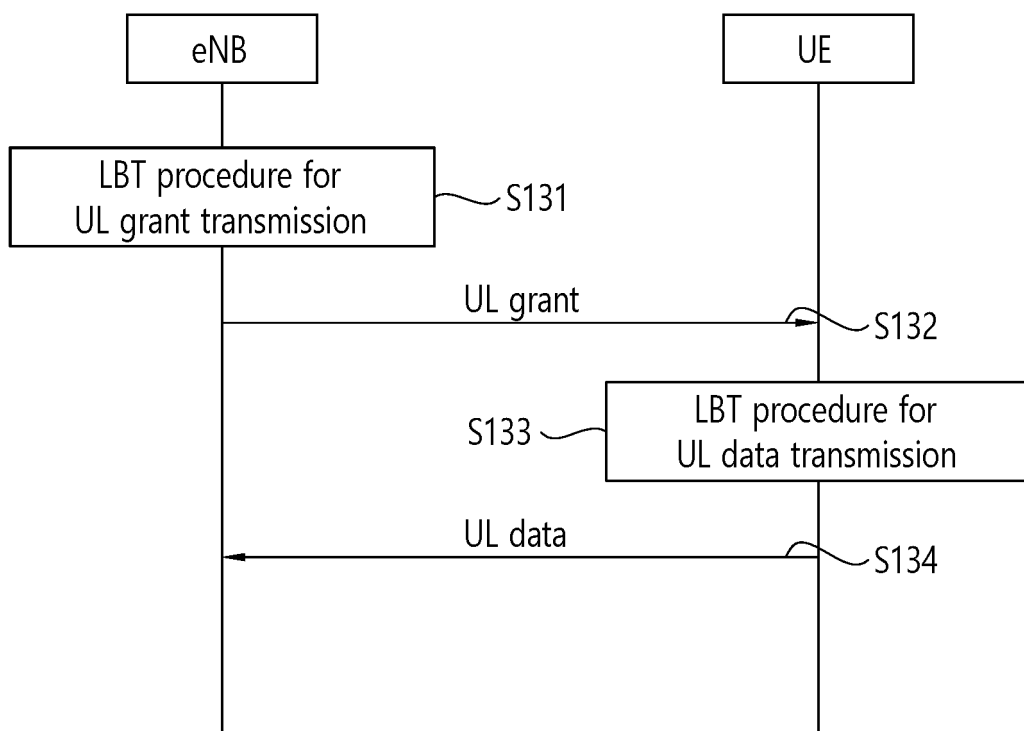 eNB
UE
LBT procedure for
UL grant transmission
S131
UL grant
S132
LBT procedure for
UL data transmission
S133
UL data
S134